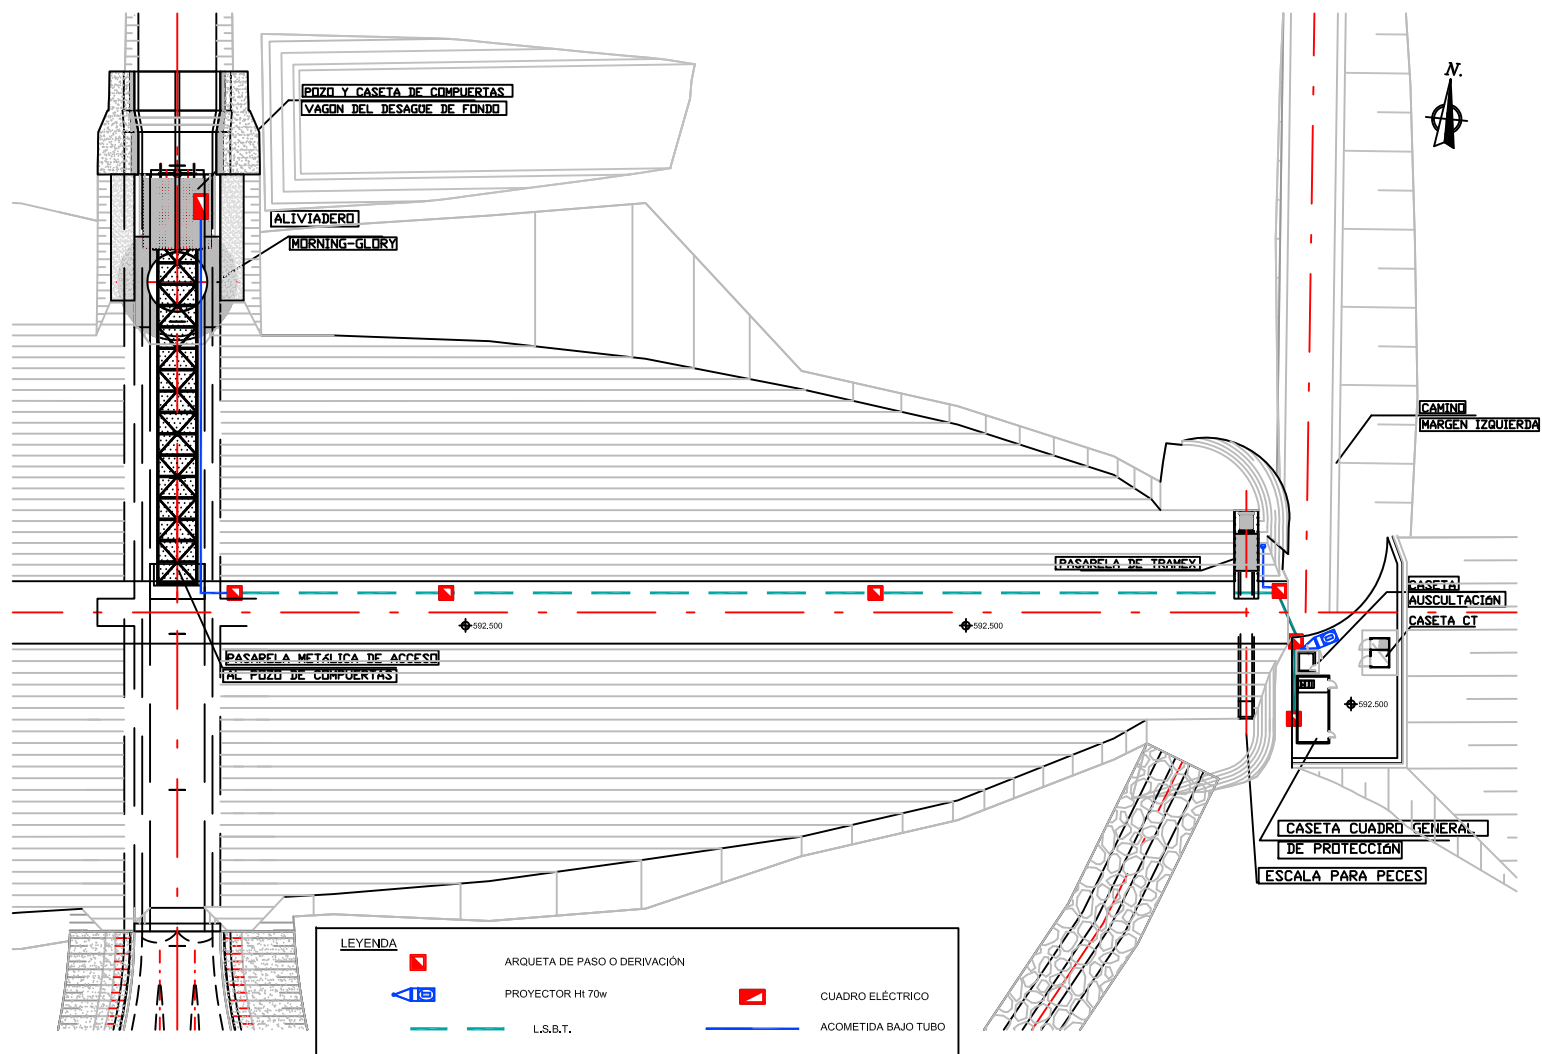 N.
POZO Y CASETA DE COMPUERTAS
VAGON DEL DESAGÜE DE FONDO
ALIVIADERO
MORNING-GLORY
CAMINO
MARGEN IZQUIERDA
PASARELA DE TRAMEX
CASETA
AUSCULTACIÓN
CASETA CT
592.500
592.500
PASARELA METÁLICA DE ACCESO
AL POZO DE COMPUERTAS
592.500
CASETA CUADRO GENERAL
DE PROTECCIÓN
ESCALA PARA PECES
LEYENDA
ARQUETA DE PASO O DERIVACIÓN
PROYECTOR Ht 70w
CUADRO ELÉCTRICO
L.S.B.T.
ACOMETIDA BAJO TUBO